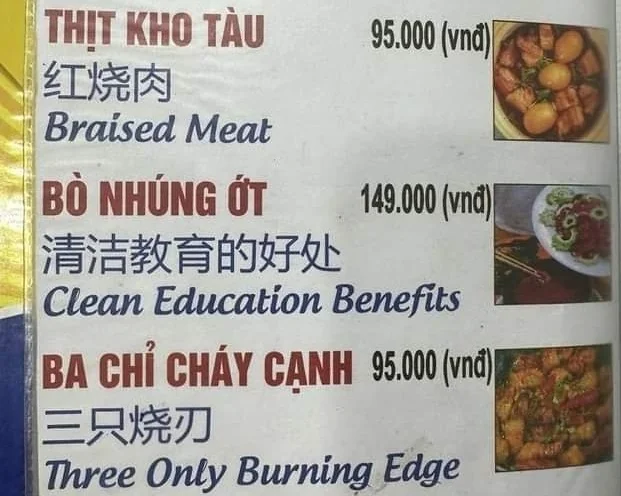 THỊT KHO TÀU 95.000 (vnđ)
红烧肉
Braised Meat
BÒ NHÚNG ỚT 149.000 (vnđ)
清洁教育的好处
Clean Education Benefits
BA CHỈ CHÁY CẠNH 95.000 (vnđ)
三只烧刃
Three Only Burning Edge